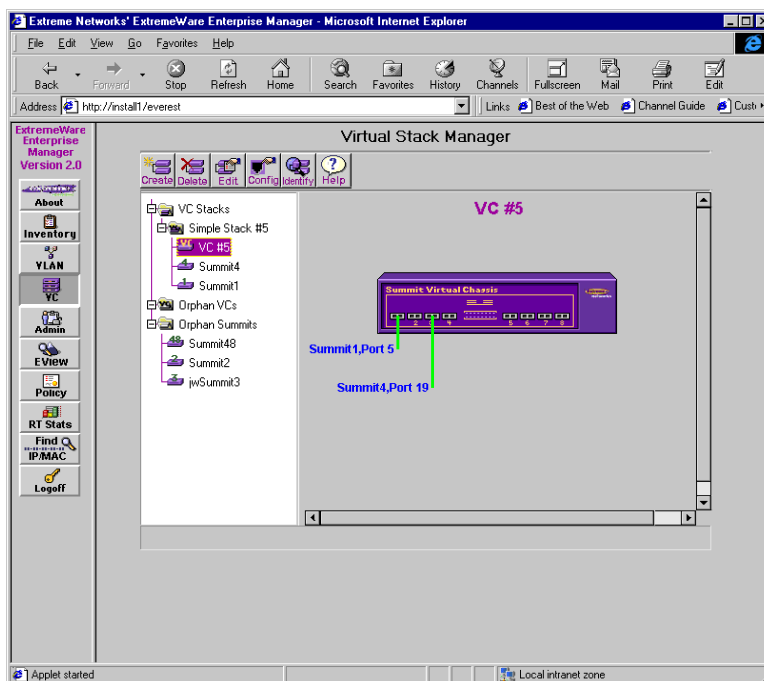 Extreme Networks' ExtremeWare Enterprise Manager - Microsoft Internet Explorer
File Edit View Go Favorites Help
Back Forward Stop Refresh Home Search Favorites History Channels Fullscreen Mail Print Edit
Address http://install1/everest Links Best of the Web Channel Guide Cust
ExtremeWare
Enterprise
Manager
Version 2.0
About
Inventory
VLAN
VC
Admin
EView
Policy
RT Stats
Find
IP/MAC
Logoff
Virtual Stack Manager
Create Delete Edit Config Identify Help
VC Stacks
Simple Stack #5
VC #5
Summit4
Summit1
Orphan VCs
Orphan Summits
Summit48
Summit2
jwSummit3
VC #5
Summit Virtual Chassis
2 3 4 5 6 7 8
Summit1,Port 5
Summit4,Port 19
Applet started
Local intranet zone